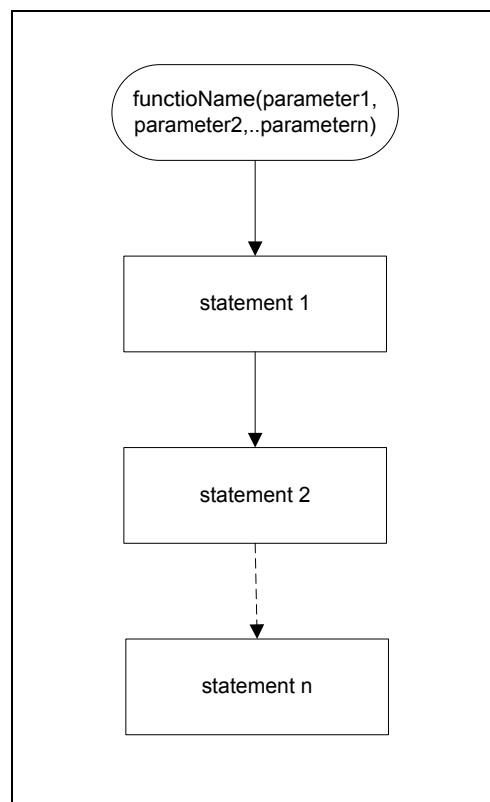 functioName(parameter1,
parameter2,..parametern)
statement 1
statement 2
statement n